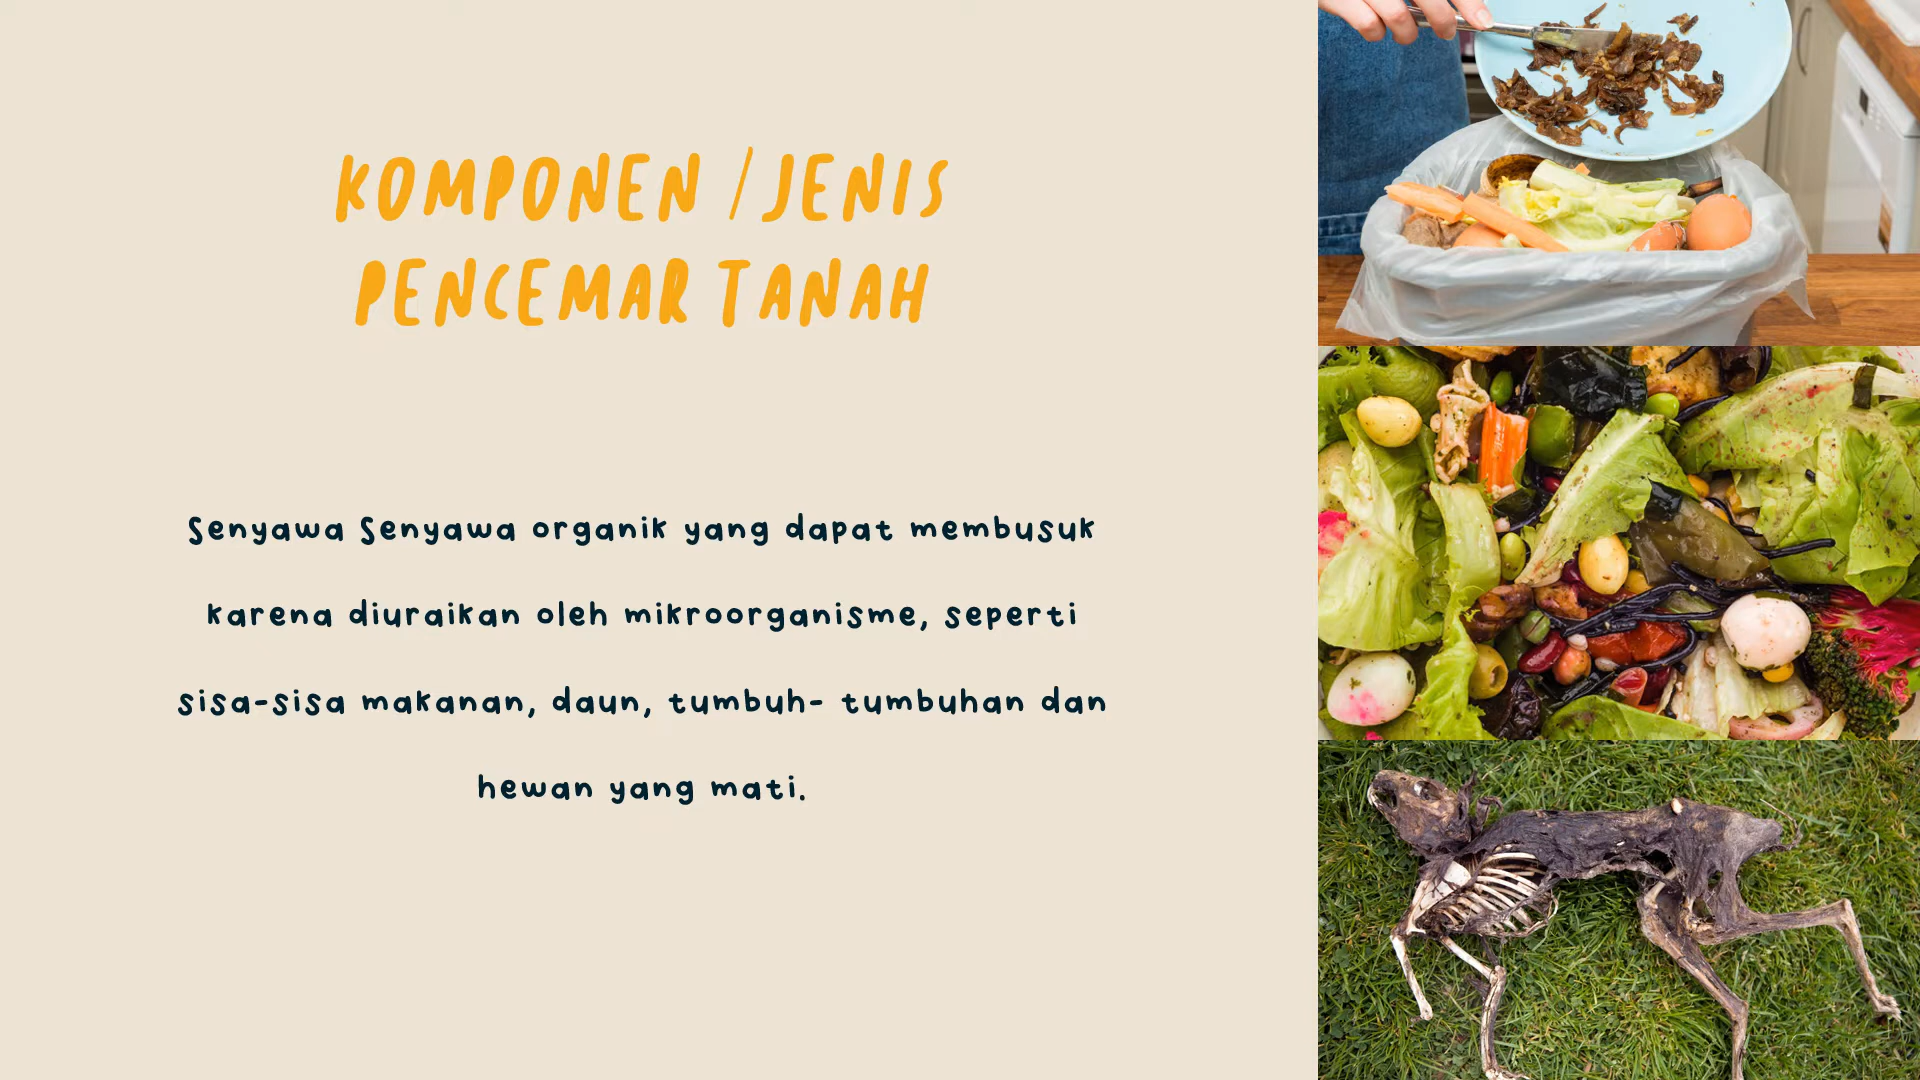 KOMPONEN / JENIS
PENCEMAR TANAH
Senyawa Senyawa organik yang dapat membusuk
karena diuraikan oleh mikroorganisme, seperti
sisa-sisa makanan, daun, tumbuh- tumbuhan dan
hewan yang mati.